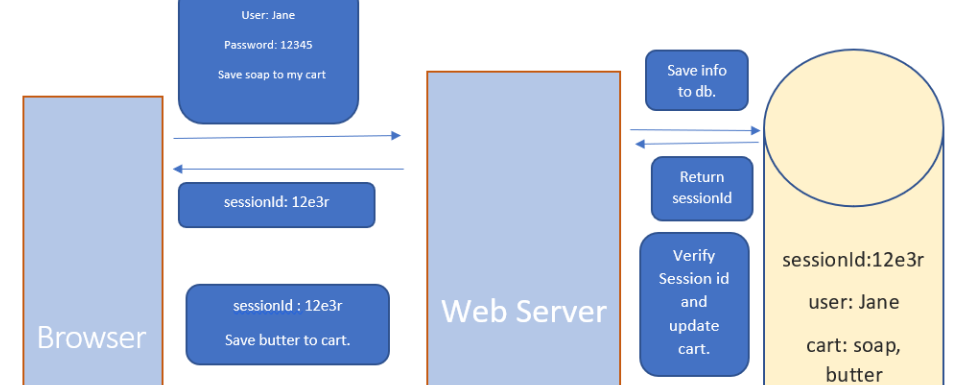 User: Jane
Password: 12345
Save soap to my cart
Save info
to db.
Return
sessionId
sessionId: 12e3r
Verify
Session id
and
update
cart.
sessionId : 12e3r
Save butter to cart.
Browser
Web Server
sessionId:12e3r
user: Jane
cart: soap,
butter